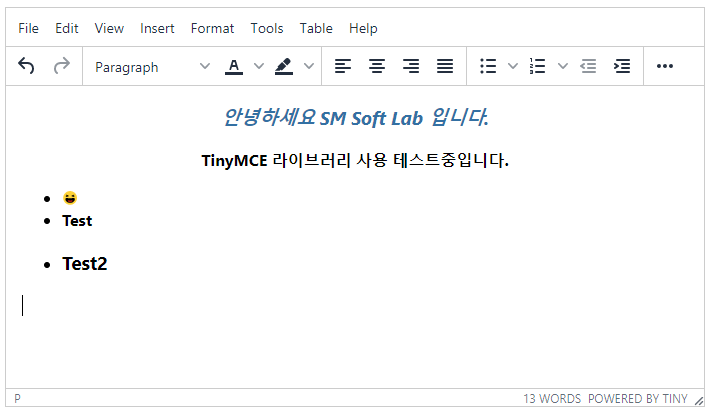 File Edit View Insert Format Tools Table Help
Paragraph
안녕하세요 SM Soft Lab 입니다.
TinyMCE 라이브러리 사용 테스트중입니다.
😆
Test
Test2
P 13 WORDS POWERED BY TINY